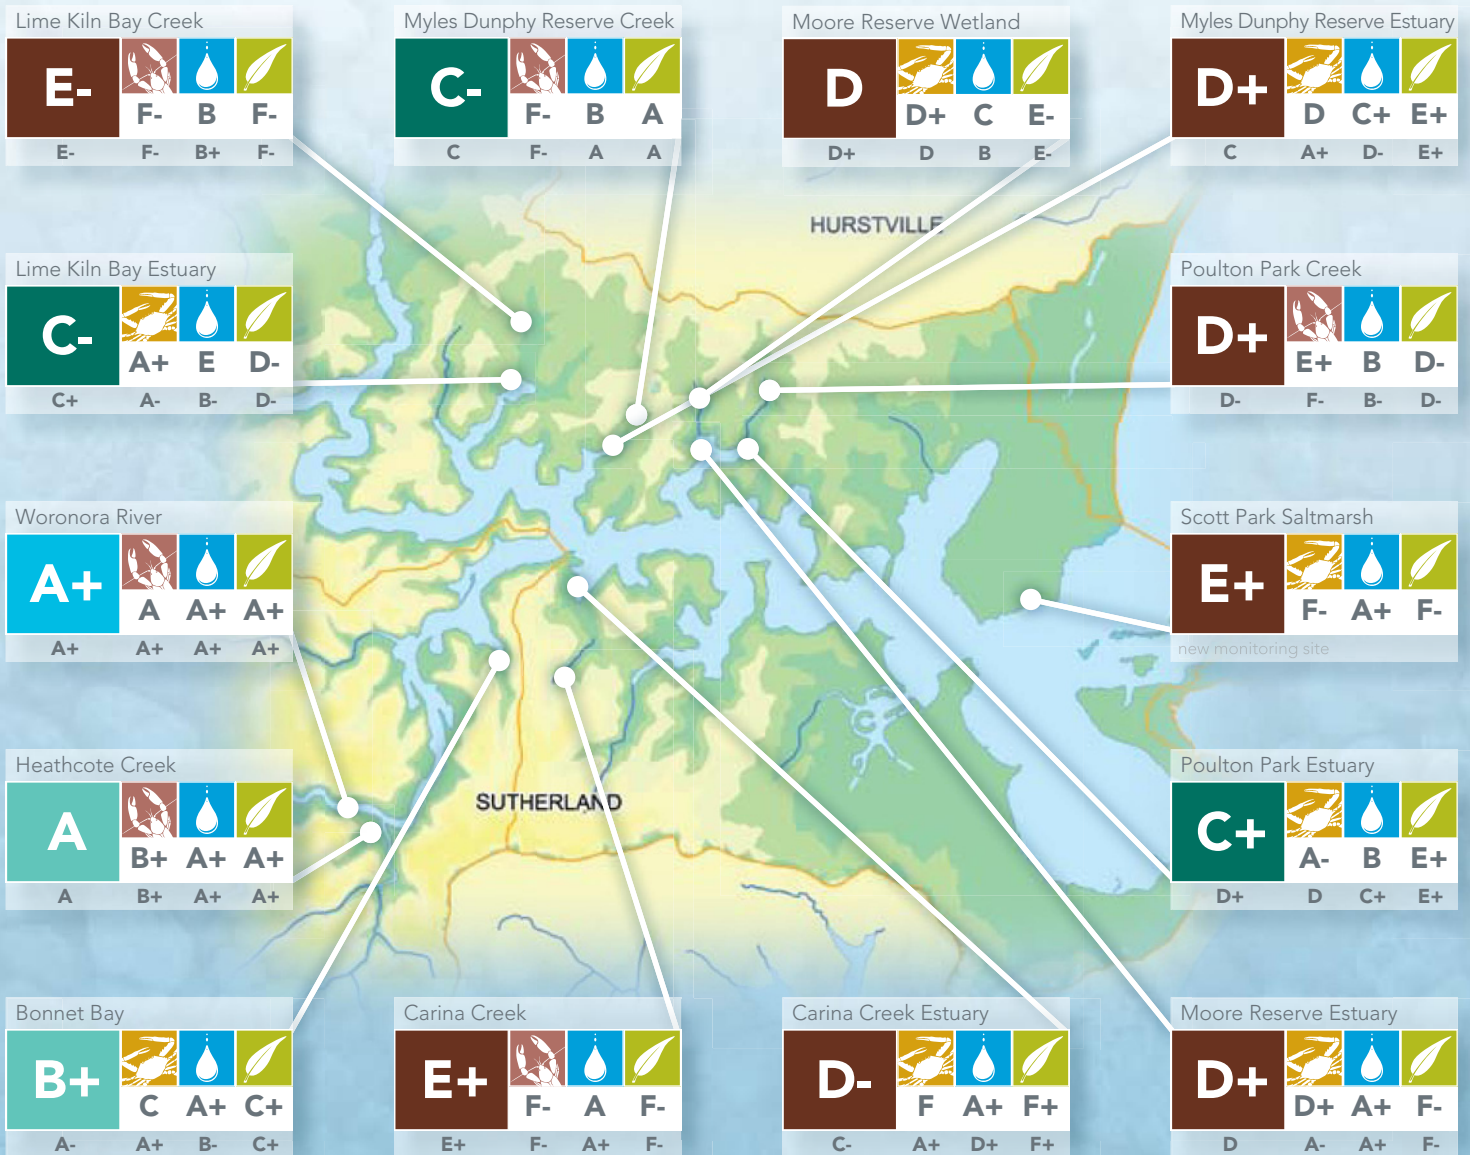 Lime Kiln Bay Creek
E-
F- B F-
E- F- B+ F-
Myles Dunphy Reserve Creek
C-
F- B A
C F- A A
Moore Reserve Wetland
D
D+ C E-
D+ D B E-
Myles Dunphy Reserve Estuary
D+
D C+ E+
C A+ D- E+
HURSTVILLE
Lime Kiln Bay Estuary
C-
A+ E D-
C+ A- B- D-
Poulton Park Creek
D+
E+ B D-
D- F- B- D-
Woronora River
A+
A A+ A+
A+ A+ A+ A+
Scott Park Saltmarsh
E+
F- A+ F-
new monitoring site
Heathcote Creek
A
B+ A+ A+
A B+ A+ A+
SUTHERLAND
Poulton Park Estuary
C+
A- B E+
D+ D C+ E+
Bonnet Bay
B+
C A+ C+
A- A+ B- C+
Carina Creek
E+
F- A F-
E+ F- A+ F-
Carina Creek Estuary
D-
F A+ F+
C- A+ D+ F+
Moore Reserve Estuary
D+
D+ A+ F-
D A- A+ F-